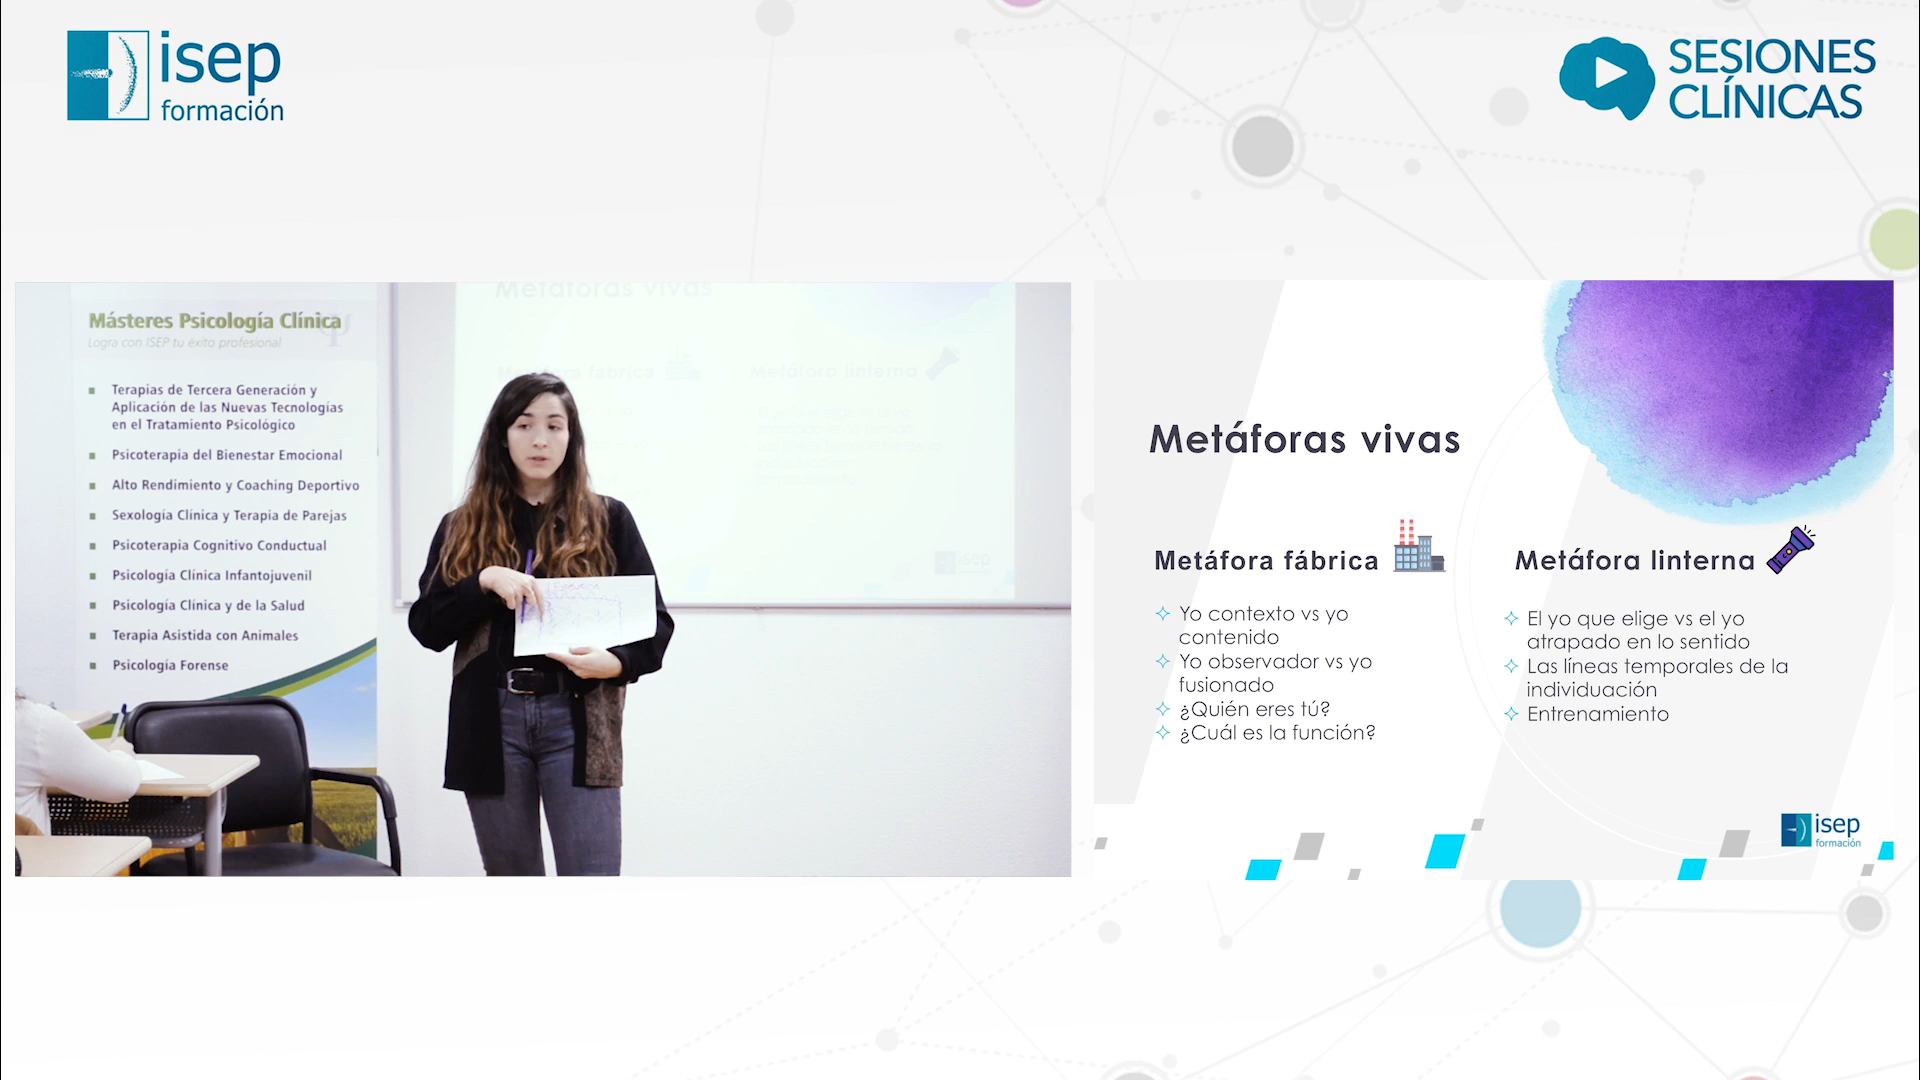 isep
formación
SESIONES
CLÍNICAS
Másteres Psicología Clínica
Logra con ISEP tu éxito profesional
Terapias de Tercera Generación y
Aplicación de las Nuevas Tecnologías
en el Tratamiento Psicológico
Psicoterapia del Bienestar Emocional
Alto Rendimiento y Coaching Deportivo
Sexología Clínica y Terapia de Parejas
Psicoterapia Cognitivo Conductual
Psicología Clínica Infantojuvenil
Psicología Clínica y de la Salud
Terapia Asistida con Animales
Psicología Forense
Metáforas vivas
Metáfora fábrica
Metáfora linterna
isep
Metáforas vivas
Metáfora fábrica
Yo contexto vs yo
contenido
Yo observador vs yo
fusionado
¿Quién eres tú?
¿Cuál es la función?
Metáfora linterna
El yo que elige vs el yo
atrapado en lo sentido
Las líneas temporales de la
individuación
Entrenamiento
isep
formación